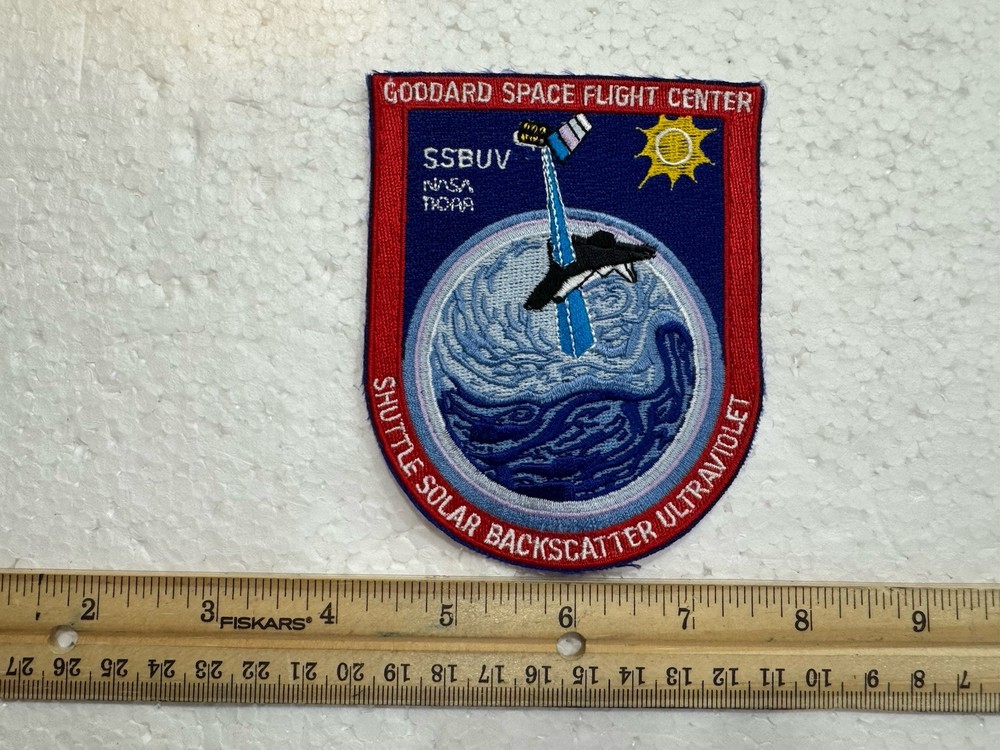 GODDARD SPACE FLIGHT CENTER
SSBUV
NASA
NOAA
SHUTTLE SOLAR BACKSCATTER ULTRAVIOLET
2 3 4 5 6 7 8 9
FISKARS®
27 26 25 24 23 22 21 20 19 18 17 16 15 14 13 12 11 10 9 8 7